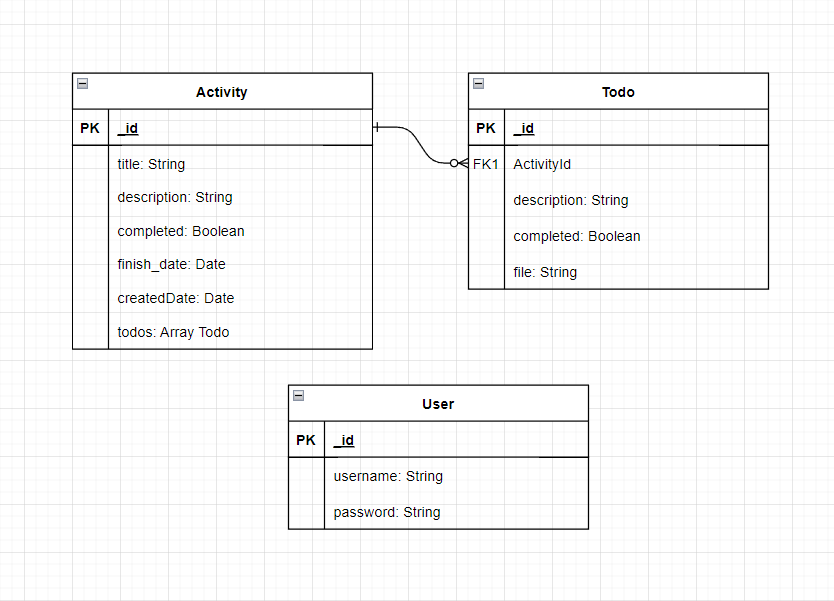 Activity
PK _id
title: String
description: String
completed: Boolean
finish_date: Date
createdDate: Date
todos: Array Todo
Todo
PK _id
FK1 ActivityId
description: String
completed: Boolean
file: String
User
PK _id
username: String
password: String